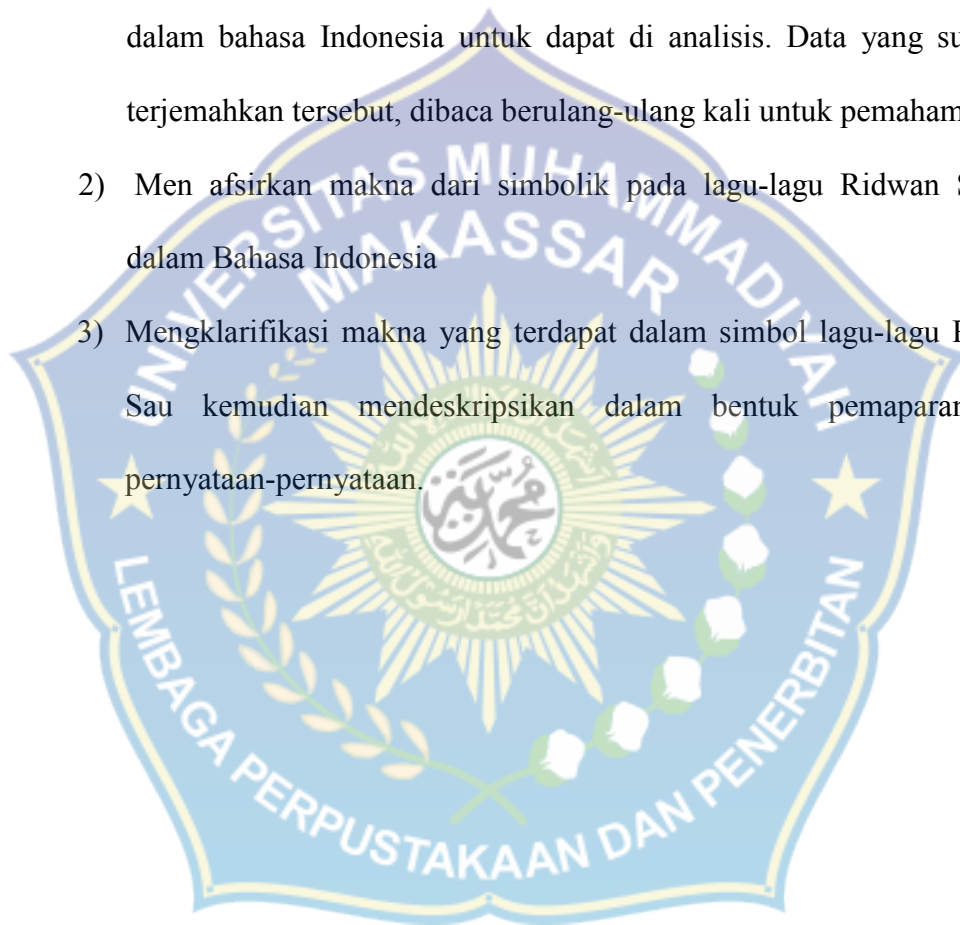 dalam bahasa Indonesia untuk dapat di analisis. Data yang
terjemahkan tersebut, dibaca berulang-ulang kali untuk
2) Men afsirkan makna dari simbolik pada lagu-lagu Ridwan
dalam Bahasa Indonesia
3) Mengklarifikasi makna yang terdapat dalam simbol lagu-lagu
Sau kemudian mendeskripsikan dalam bentuk pemaparan
pernyataan-pernyataan.
UNIVERSITAS MUHAMMADIYAH
MAKASSAR
LEMBAGA PERPUSTAKAAN DAN PENERBITAN